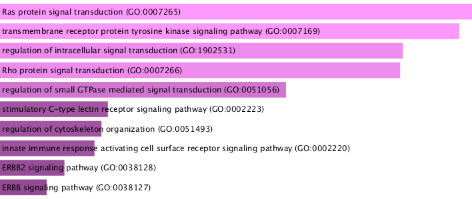 Ras protein signal transduction (GO:0007265)
transmembrane receptor protein tyrosine kinase signaling pathway (GO:0007169)
regulation of intracellular signal transduction (GO:1902531)
Rho protein signal transduction (GO:0007266)
regulation of small GTPase mediated signal transduction (GO:0051056)
stimulatory C-type lectin receptor signaling pathway (GO:0002223)
regulation of cytoskeleton organization (GO:0051493)
innate immune response activating cell surface receptor signaling pathway (GO:0002220)
ERBB2 signaling pathway (GO:0038128)
ERBB signaling pathway (GO:0038127)